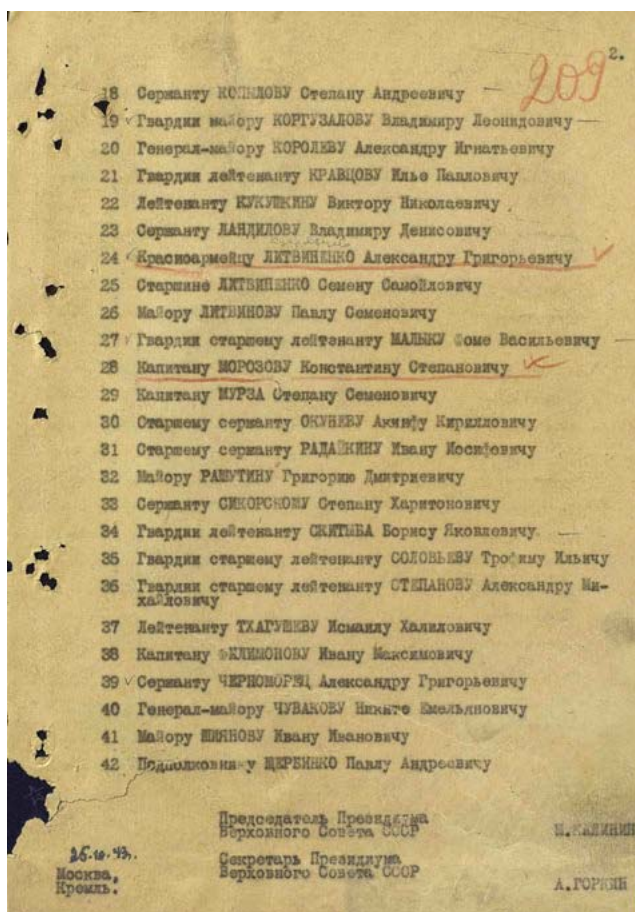 2.
209
18 Сержанту КОПЫЛОВУ Степану Андреевичу —
19 ✓ Гвардии майору КОРГУЗАЛОВУ Владимиру Леонидовичу —
20 Генерал-майору КОРОЛЕВУ Александру Игнатьевичу
21 Гвардии лейтенанту КРАВЦОВУ Илье Павловичу
22 Лейтенанту КУКУШКИНУ Виктору Николаевичу
23 Сержанту ЛАНДИЛОВУ Владимиру Денисовичу
24 Красноармейцу ЛИТВИНЕНКО Александру Григорьевичу ✓
25 Старшине ЛИТВИНЕНКО Семену Самойловичу
26 Майору ЛИТВИНОВУ Павлу Семеновичу
27 ✓ Гвардии старшему лейтенанту МАЛЫКУ Фоме Васильевичу —
28 Капитану МОРОЗОВУ Константину Степановичу
29 Капитану МУРЗА Степану Семеновичу
30 Старшему сержанту ОКУНЕВУ Акинфу Кирилловичу
31 Старшему сержанту РАДАЙКИНУ Ивану Иосифовичу
32 Майору РАШУТИНУ Григорию Дмитриевичу
33 Сержанту СИКОРСКОМУ Степану Харитоновичу
34 Гвардии лейтенанту СКИТЫБА Борису Яковлевичу. —
35 Гвардии старшему лейтенанту СОЛОВЬЕВУ Трофиму Ильичу
36 Гвардии старшему лейтенанту СТЕПАНОВУ Александру Ми-
хайловичу
37 Лейтенанту ТХАГУШЕВУ Исмаилу Халиловичу
38 Капитану ФИЛИМОНОВУ Ивану Максимовичу
39 ✓ Сержанту ЧЕРНОМОРЕЦ Александру Григорьевичу
40 Генерал-майору ЧУВАКОВУ Никите Емельяновичу
41 Майору ШИЯНОВУ Ивану Ивановичу
42 Подполковнику ЩЕРБИНКО Павлу Андреевичу
Председатель Президиума
Верховного Совета СССР М.КАЛИНИН
25.10.43г.
Секретарь Президиума
Москва, Верховного Совета СССР
Кремль. А.ГОРКИН